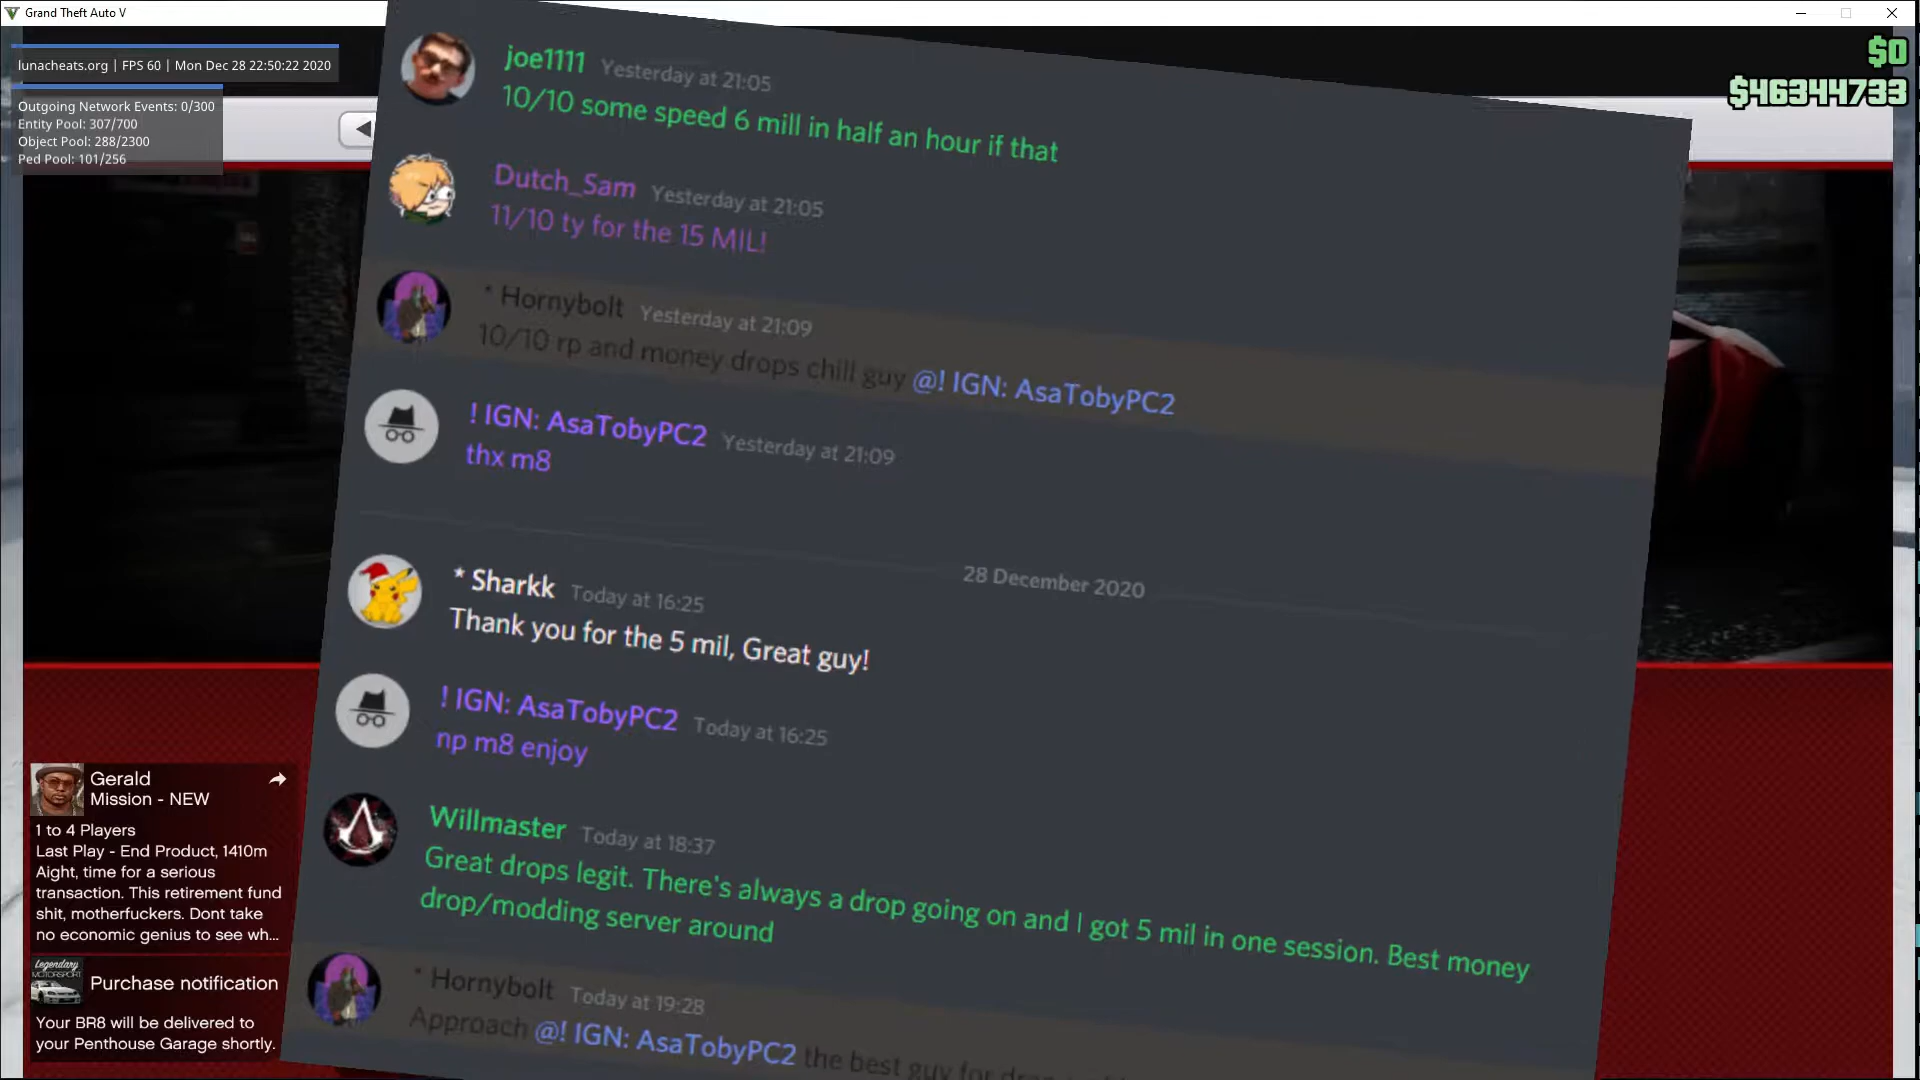 Grand Theft Auto V
lunacheats.org | FPS 60 | Mon Dec 28 22:50:22 2020
Outgoing Network Events: 0/300
Entity Pool: 307/700
Object Pool: 288/2300
Ped Pool: 101/256
$0
$46344733
joe1111 Yesterday at 21:05
10/10 some speed 6 mill in half an hour if that
Dutch_Sam Yesterday at 21:05
11/10 ty for the 15 MIL!
* Hornybolt Yesterday at 21:09
10/10 rp and money drops chill guy @! IGN: AsaTobyPC2
! IGN: AsaTobyPC2 Yesterday at 21:09
thx m8
28 December 2020
* Sharkk Today at 16:25
Thank you for the 5 mil, Great guy!
! IGN: AsaTobyPC2 Today at 16:25
np m8 enjoy
Willmaster Today at 18:37
Great drops legit. There's always a drop going on and I got 5 mil in one session. Best money
drop/modding server around
* Hornybolt Today at 19:28
Approach @! IGN: AsaTobyPC2 the best guy for
Gerald
Mission - NEW
1 to 4 Players
Last Play - End Product, 1410m
Aight, time for a serious
transaction. This retirement fund
shit, motherfuckers. Dont take
no economic genius to see wh...
Legendary
MOTORSPORT
Purchase notification
Your BR8 will be delivered to
your Penthouse Garage shortly.